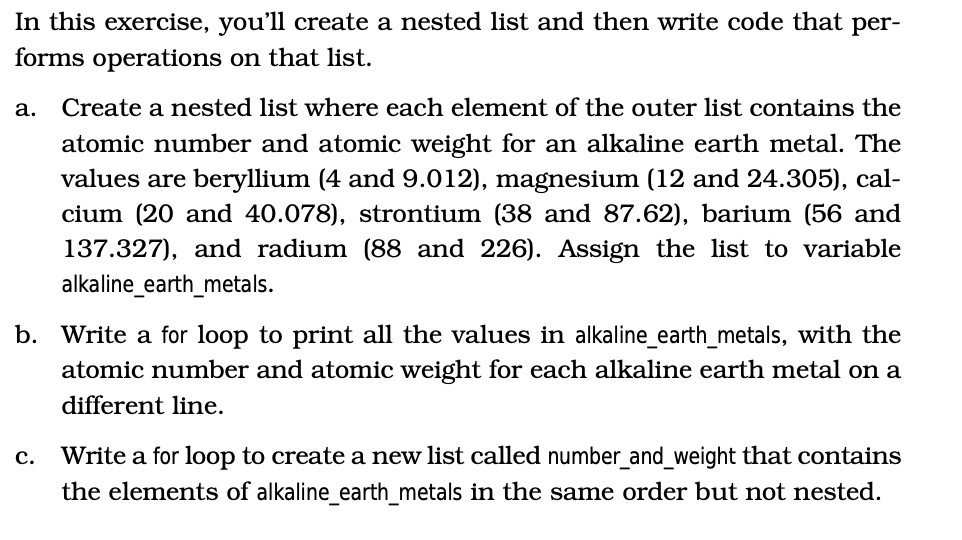 In this exercise, you’ll create a nested list and then write code that per-
forms operations on that list.
a. Create a nested list where each element of the outer list contains the
atomic number and atomic weight for an alkaline earth metal. The
values are beryllium (4 and 9.012), magnesium (12 and 24.305), cal-
cium (20 and 40.078), strontium (38 and 87.62), barium (56 and
137.327), and radium (88 and 226). Assign the list to variable
alkaline_earth_metals.
b. Write a for loop to print all the values in alkaline_earth_metals, with the
atomic number and atomic weight for each alkaline earth metal on a
different line.
c. Write a for loop to create a new list called number_and_weight that contains
the elements of alkaline_earth_metals in the same order but not nested.